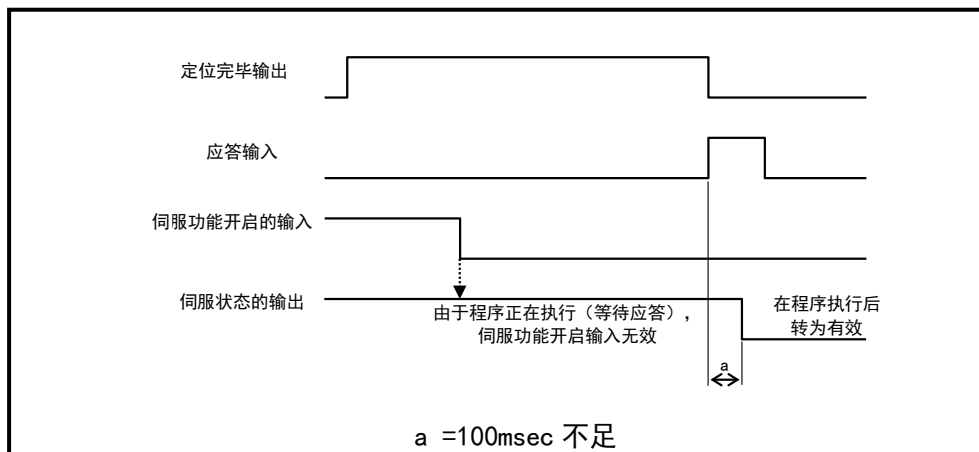 定位完毕输出
应答输入
伺服功能开启的输入
伺服状态的输出
由于程序正在执行（等待应答），
伺服功能开启输入无效
在程序执行后
转为有效
a
a =100msec 不足